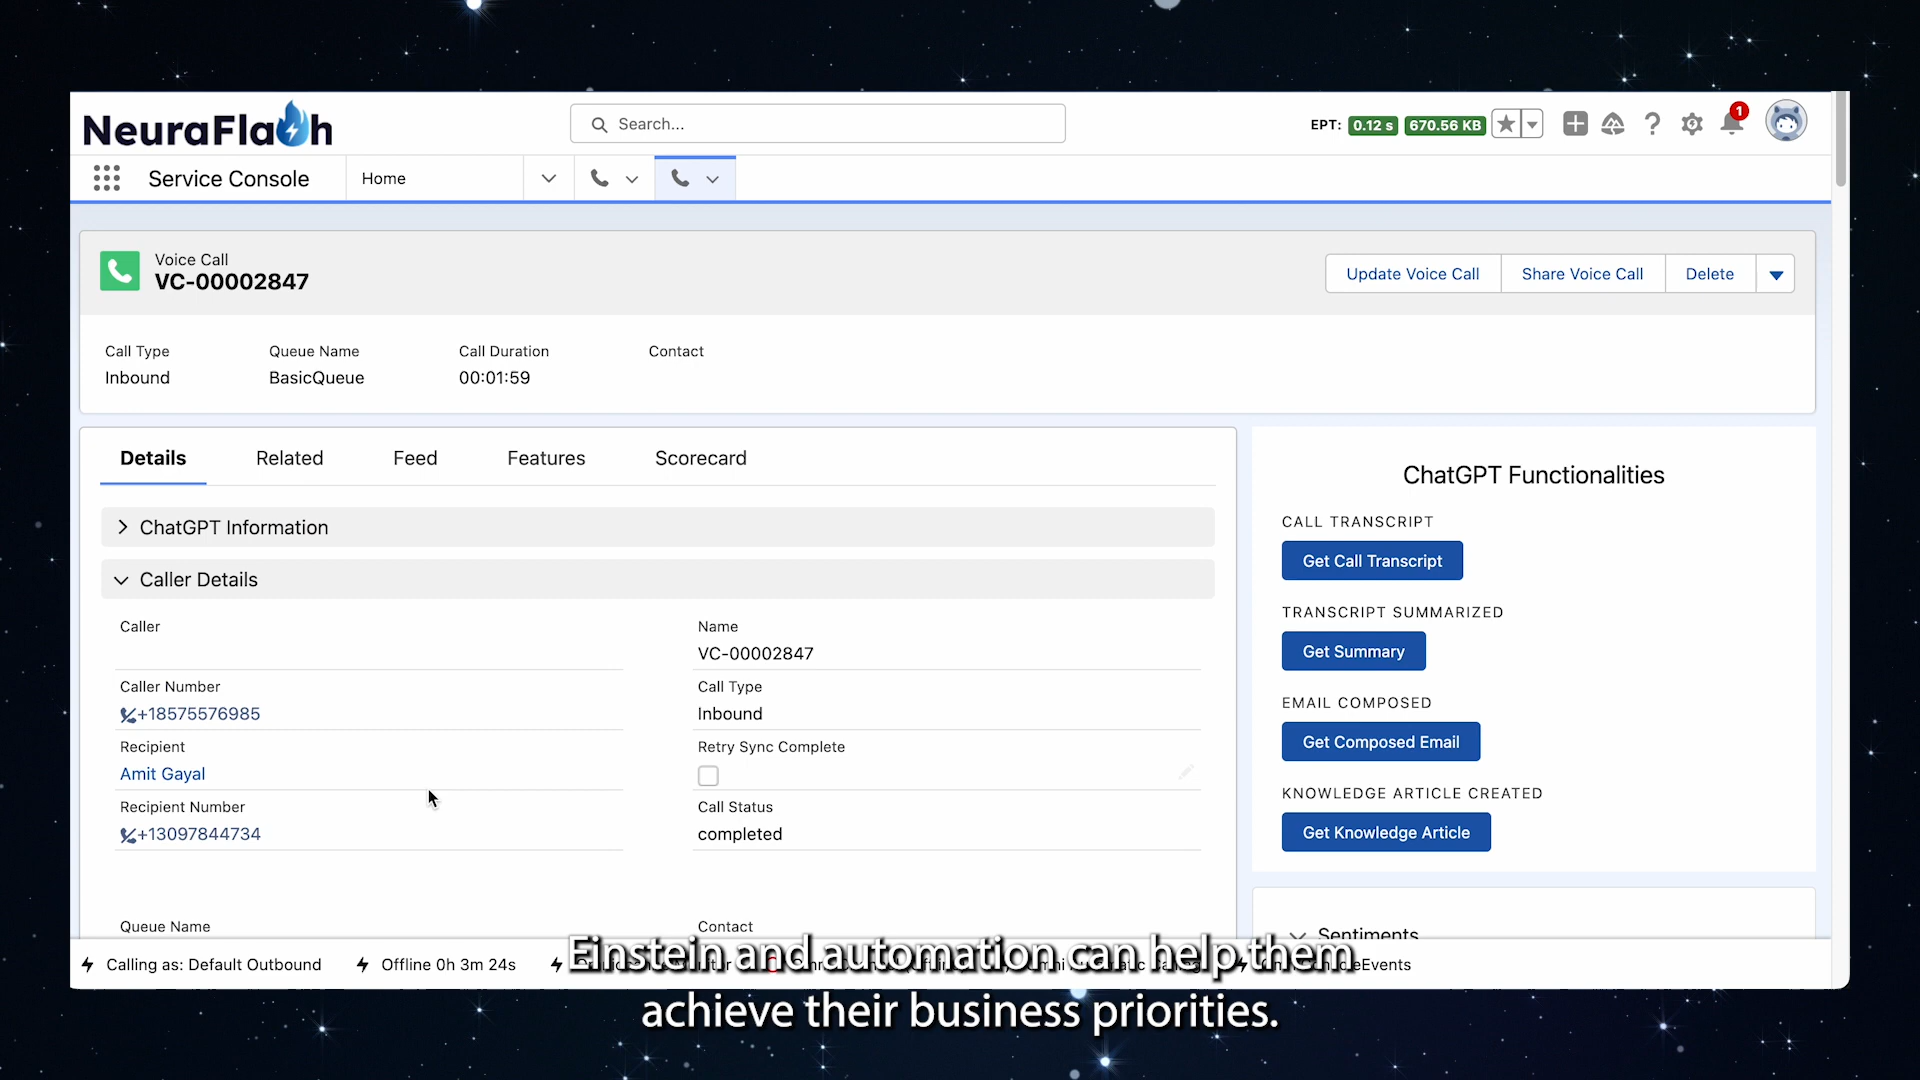 NeuraFlash
Search...
EPT: 0.12 s 670.56 KB
1
Service Console
Home
Voice Call
VC-00002847
Update Voice Call
Share Voice Call
Delete
Call Type
Queue Name
Call Duration
Contact
Inbound
BasicQueue
00:01:59
Details
Related
Feed
Features
Scorecard
ChatGPT Information
Caller Details
Caller
Name
VC-00002847
Caller Number
+18575576985
Call Type
Inbound
Recipient
Amit Gayal
Retry Sync Complete
Recipient Number
+13097844734
Call Status
completed
Queue Name
Contact
ChatGPT Functionalities
CALL TRANSCRIPT
Get Call Transcript
TRANSCRIPT SUMMARIZED
Get Summary
EMAIL COMPOSED
Get Composed Email
KNOWLEDGE ARTICLE CREATED
Get Knowledge Article
Sentiments
Calling as: Default Outbound
Offline 0h 3m 24s
Einstein and automation can help them
achieve their business priorities.